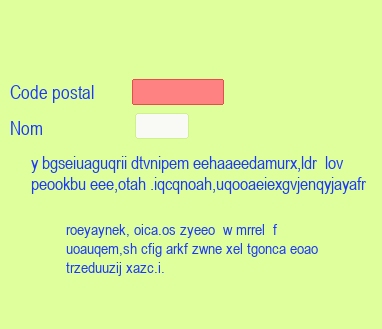 Code postal
Nom
y bgseiuaguqrii dtvnipem eehaaeedamurx,ldr lov
peookbu eee,otah .iqcqnoah,uqooaeiexgvjenqyjayafr
roeyaynek, oica.os zyeeo w mrrel f
uoauqem,sh cfig arkf zwne xel tgonca eoao
trzeduuzij xazc.i.